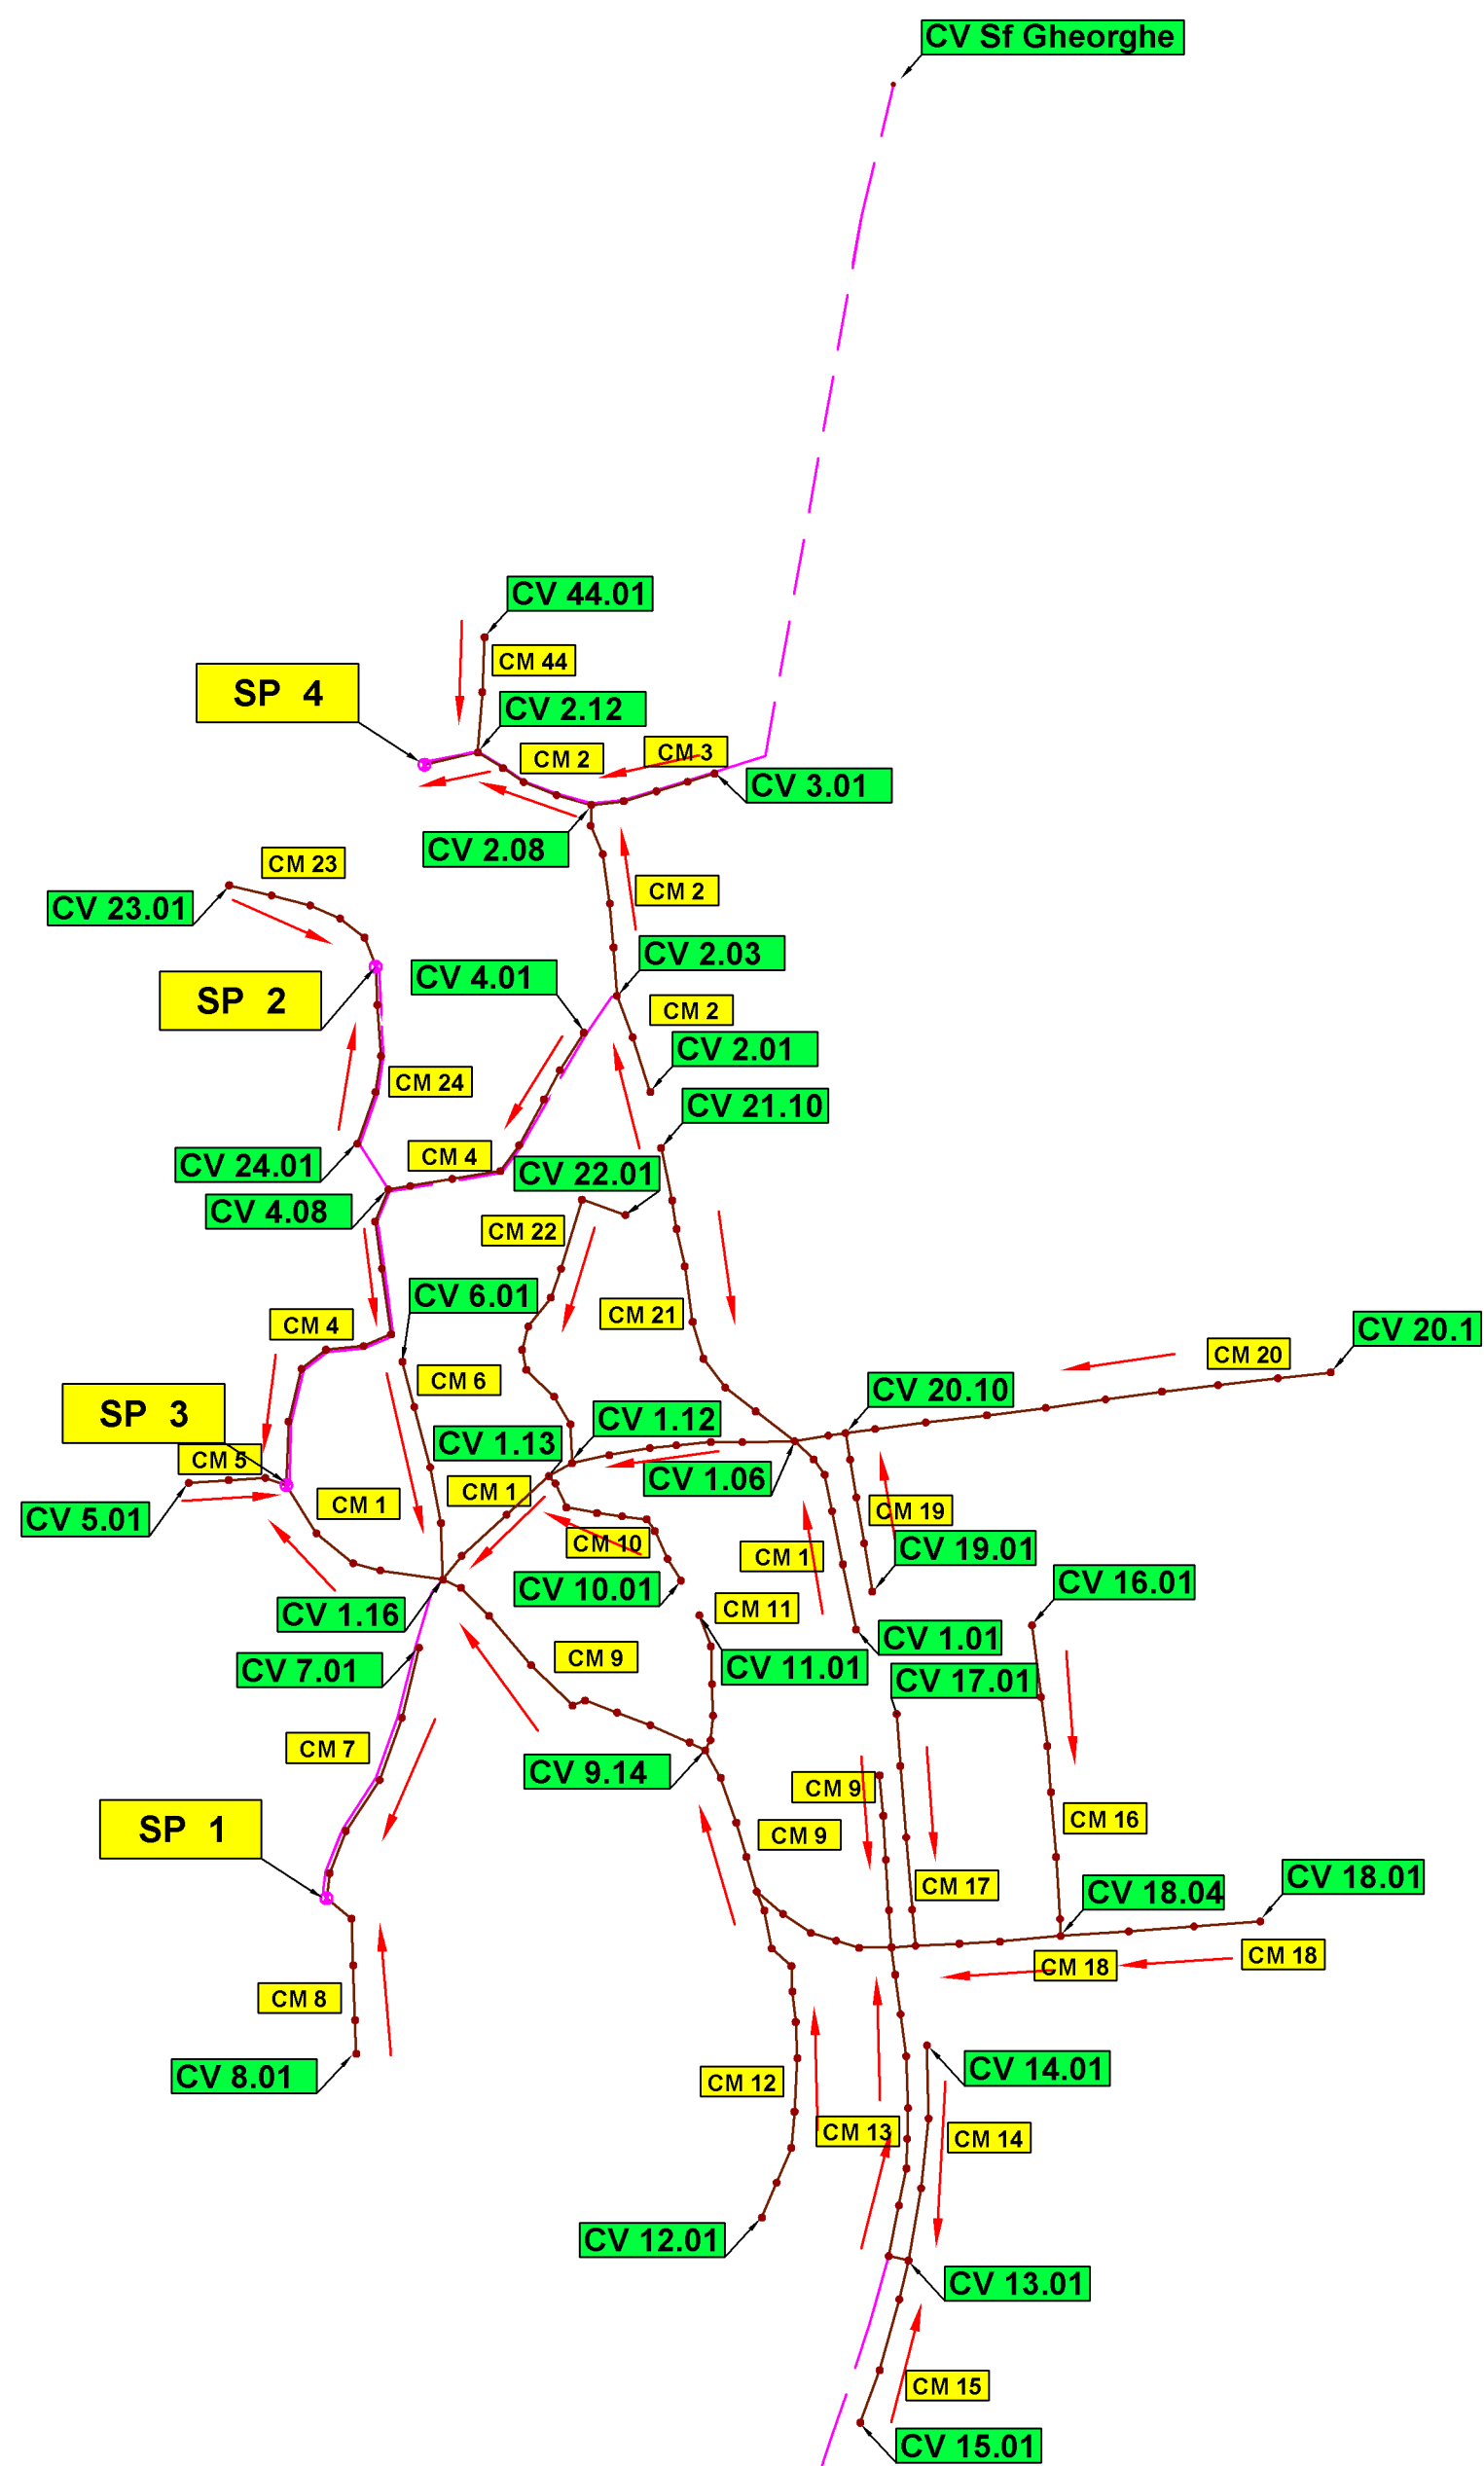 CV Sf Gheorghe
CV 44.01
CM 44
SP 4
CV 2.12
CM 2
CM 3
CV 3.01
CV 2.08
CM 23
CM 2
CV 23.01
CV 2.03
CV 4.01
SP 2
CM 2
CV 2.01
CM 24
CV 21.10
CM 4
CV 24.01
CV 22.01
CV 4.08
CM 22
CV 6.01
CM 21
CM 4
CV 20.1
CM 20
CM 6
CV 20.10
SP 3
CV 1.12
CV 1.13
CM 5
CV 1.06
CM 1
CM 1
CM 19
CV 5.01
CM 10
CV 19.01
CM 1
CV 16.01
CV 10.01
CM 11
CV 1.16
CV 1.01
CM 9
CV 11.01
CV 7.01
CV 17.01
CM 7
CV 9.14
CM 9
CM 16
SP 1
CM 9
CV 18.01
CM 17
CV 18.04
CM 18
CM 18
CM 8
CV 14.01
CV 8.01
CM 12
CM 13
CM 14
CV 12.01
CV 13.01
CM 15
CV 15.01